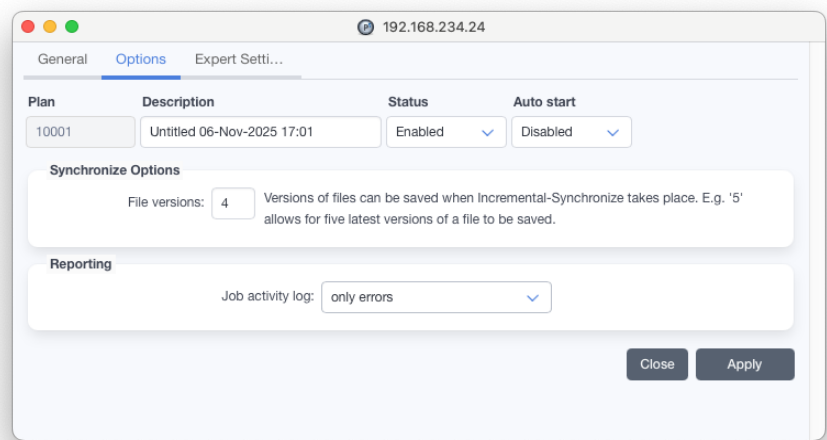 192.168.234.24
General Options Expert Setti...
Plan Description Status Auto start
10001 Untitled 06-Nov-2025 17:01 Enabled Disabled
Synchronize Options
File versions: 4 Versions of files can be saved when Incremental-Synchronize takes place. E.g. '5'
allows for five latest versions of a file to be saved.
Reporting
Job activity log: only errors
Close Apply